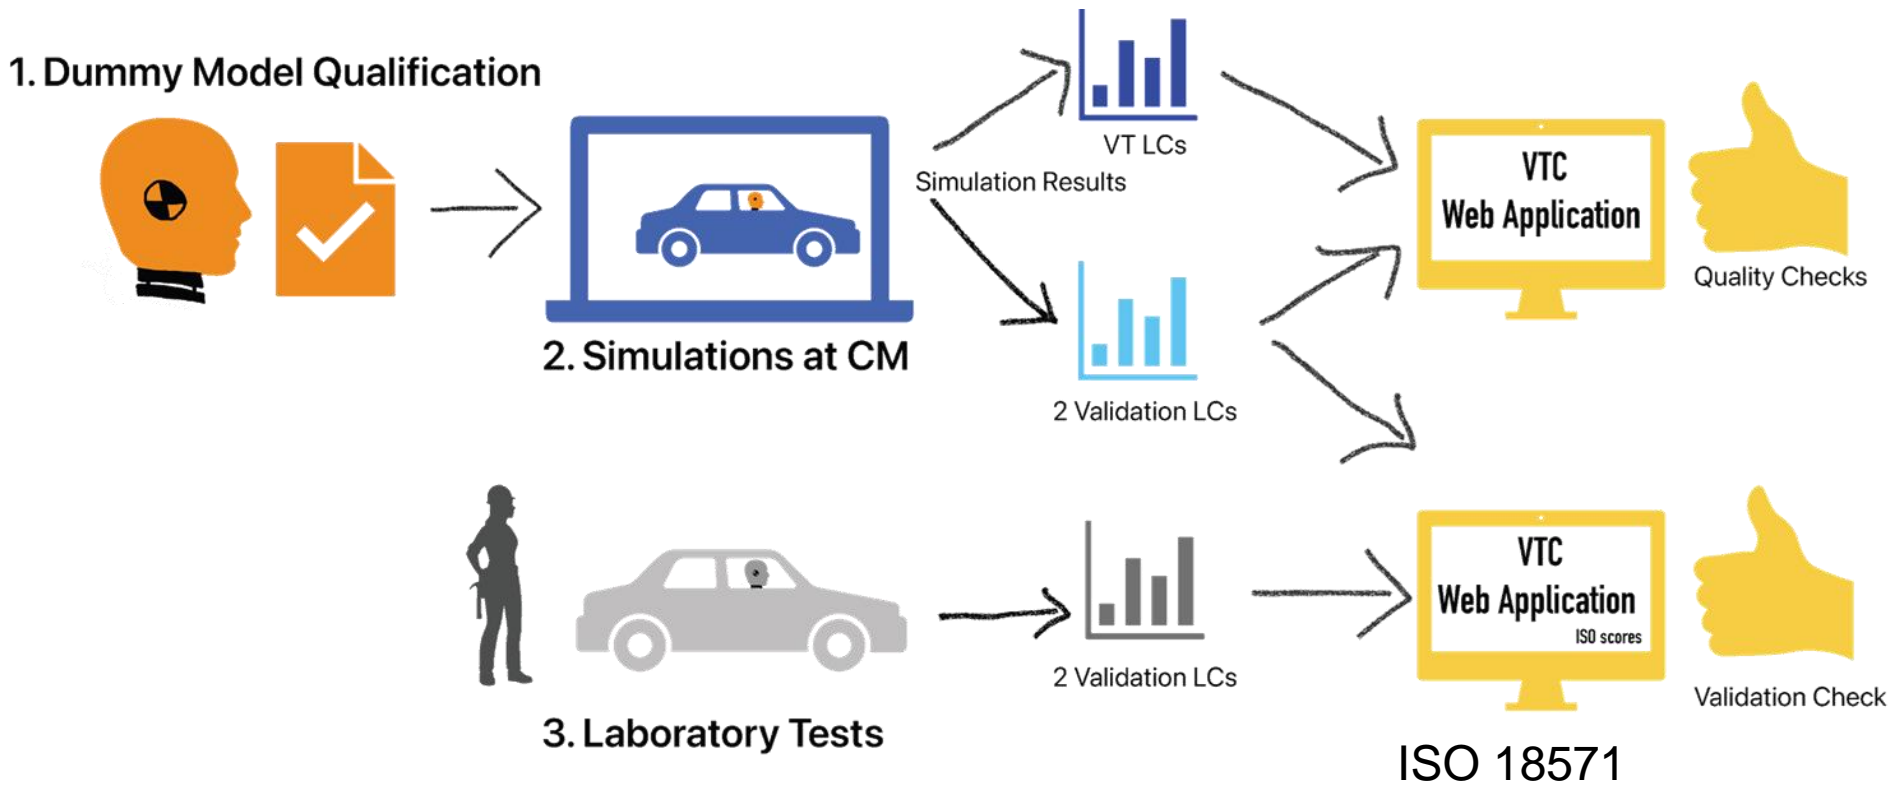 1. Dummy Model Qualification
VT LCs
Simulation Results
VTC
Web Application
Quality Checks
2. Simulations at CM
2 Validation LCs
VTC
Web Application
ISO scores
2 Validation LCs
Validation Check
3. Laboratory Tests
ISO 18571